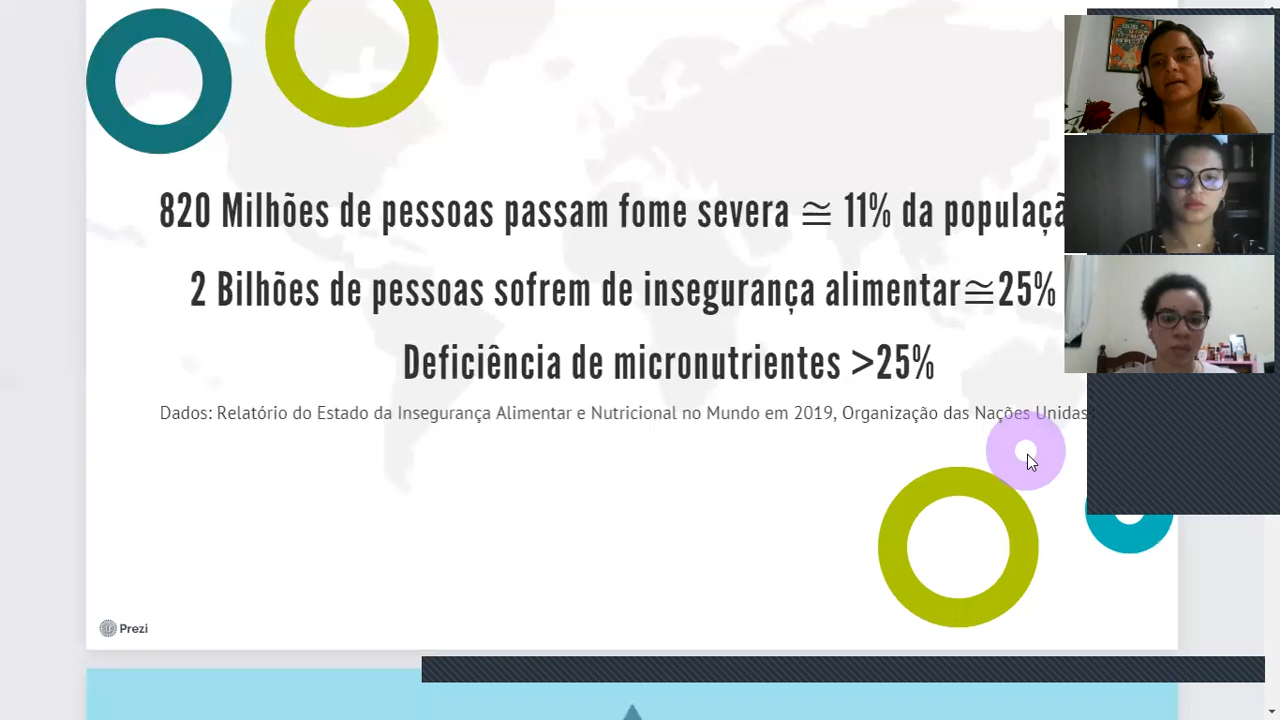 820 Milhões de pessoas passam fome severa ≅ 11% da populaçã
2 Bilhões de pessoas sofrem de insegurança alimentar≅25%
Deficiência de micronutrientes >25%
Dados: Relatório do Estado da Insegurança Alimentar e Nutricional no Mundo em 2019, Organização das Nações Unidas.
Prezi